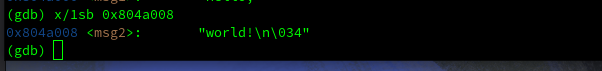 (gdb) x/1sb 0x804a008
0x804a008 <msg2>: "world!\n\034"
(gdb)